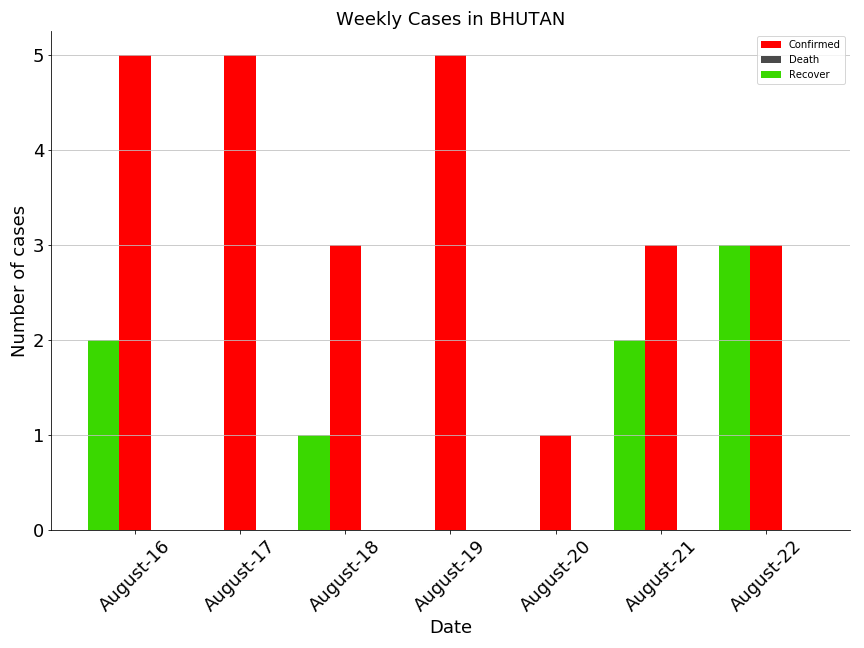 Weekly Cases in BHUTAN
Confirmed
Death
Recover
Number of cases
5
4
3
2
1
0
August-16
August-17
August-18
August-19
August-20
August-21
August-22
Date